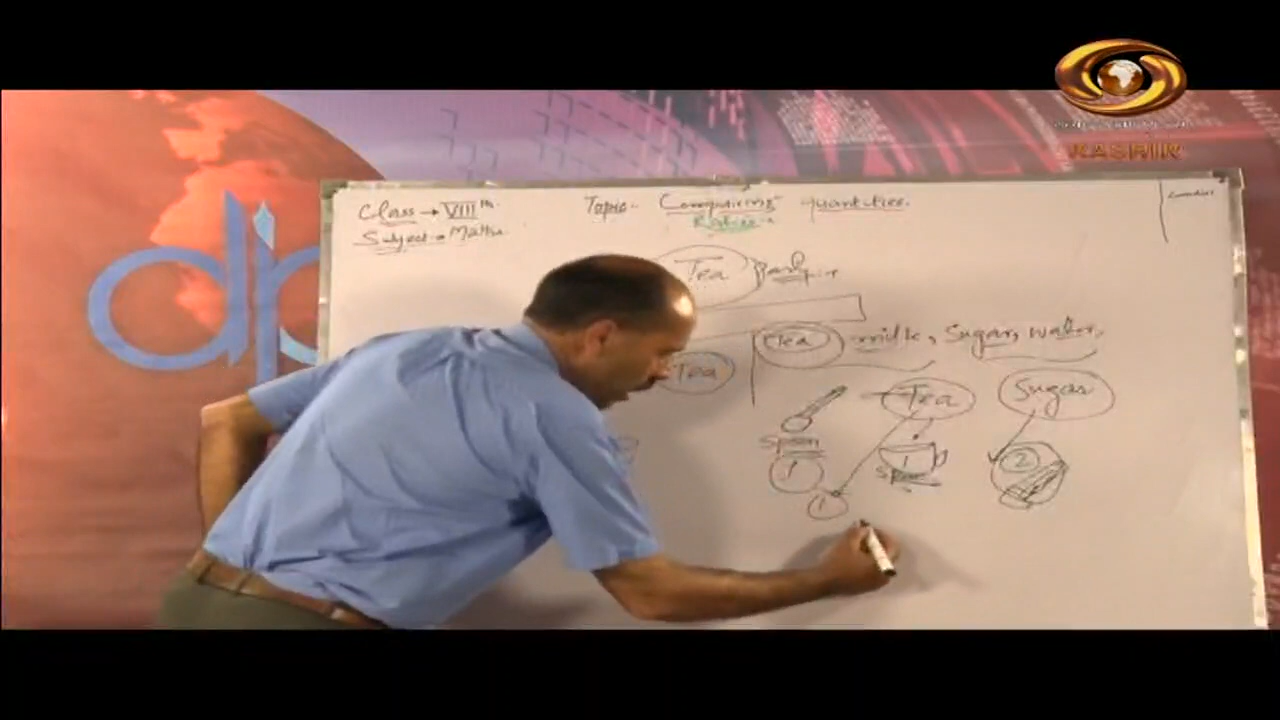 Class → VIIIth
Topic - Comparing quantities
Subject → Maths
Ratios
Tea
Tea
Tea milk, Sugar, water,
Tea
Sugar
Spoon
1
1
2
1
dp
KASHIR